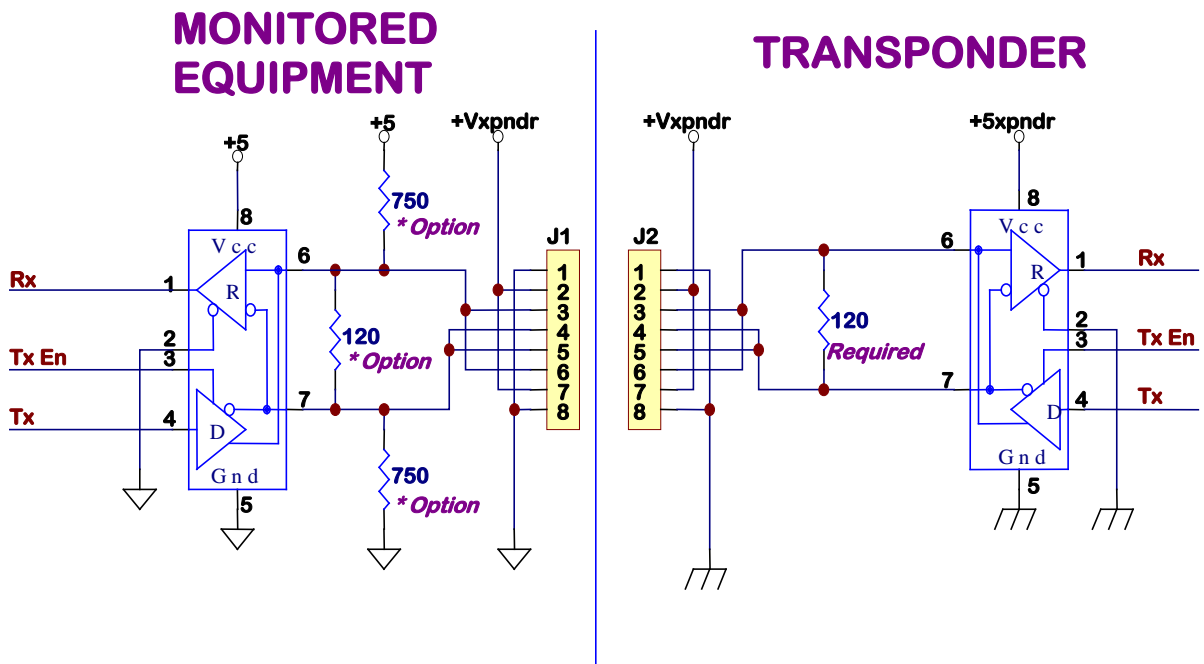 MONITORED
EQUIPMENT
TRANSPONDER
+5
+5
+Vxpndr
+Vxpndr
+5xpndr
8
Vcc
750
* Option
J1
J2
8
Vcc
Rx
1
R
6
120
* Option
1
2
3
4
5
6
7
8
1
2
3
4
5
6
7
8
120
Required
6
R
1
Rx
2
Tx En
3
2
3
Tx En
7
7
Tx
4
D
D
4
Tx
Gnd
5
750
* Option
Gnd
5